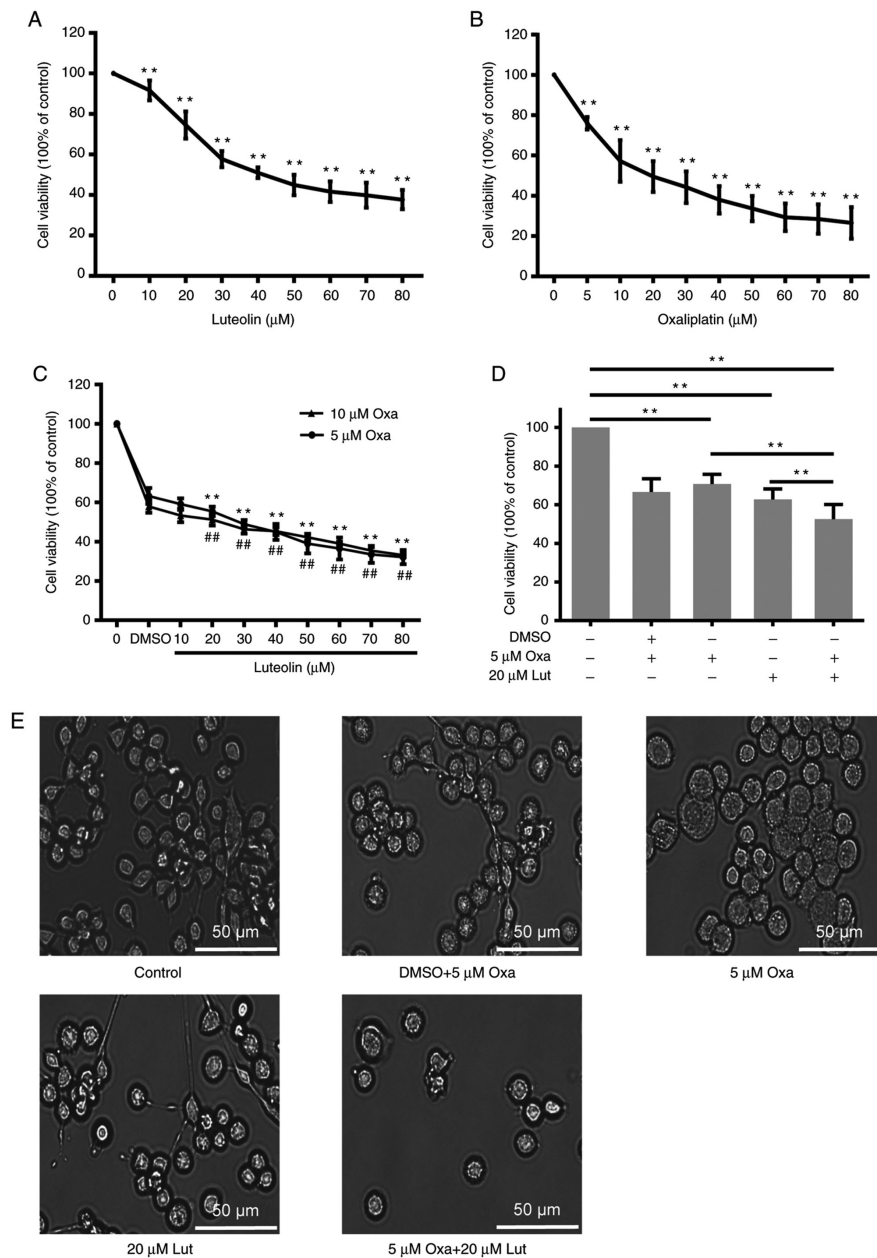 A
120
100
80
60
40
20
0
Cell viability (100% of control)
** ** ** ** ** ** ** **
0 10 20 30 40 50 60 70 80
Luteolin (μM)
B
120
100
80
60
40
20
0
Cell viability (100% of control)
** ** ** ** ** ** ** ** **
0 5 10 20 30 40 50 60 70 80
Oxaliplatin (μM)
C
120
100
80
60
40
20
0
Cell viability (100% of control)
10 μM Oxa
5 μM Oxa
** ** ** ** ** ** **
## ## ## ## ## ## ##
0 DMSO 10 20 30 40 50 60 70 80
Luteolin (μM)
D
**
**
**
**
**
100
80
60
40
20
0
Cell viability (100% of control)
DMSO – + – – –
5 μM Oxa – + + – +
20 μM Lut – – – + +
E
50 μm
Control
50 μm
DMSO+5 μM Oxa
50 μm
5 μM Oxa
50 μm
20 μM Lut
50 μm
5 μM Oxa+20 μM Lut